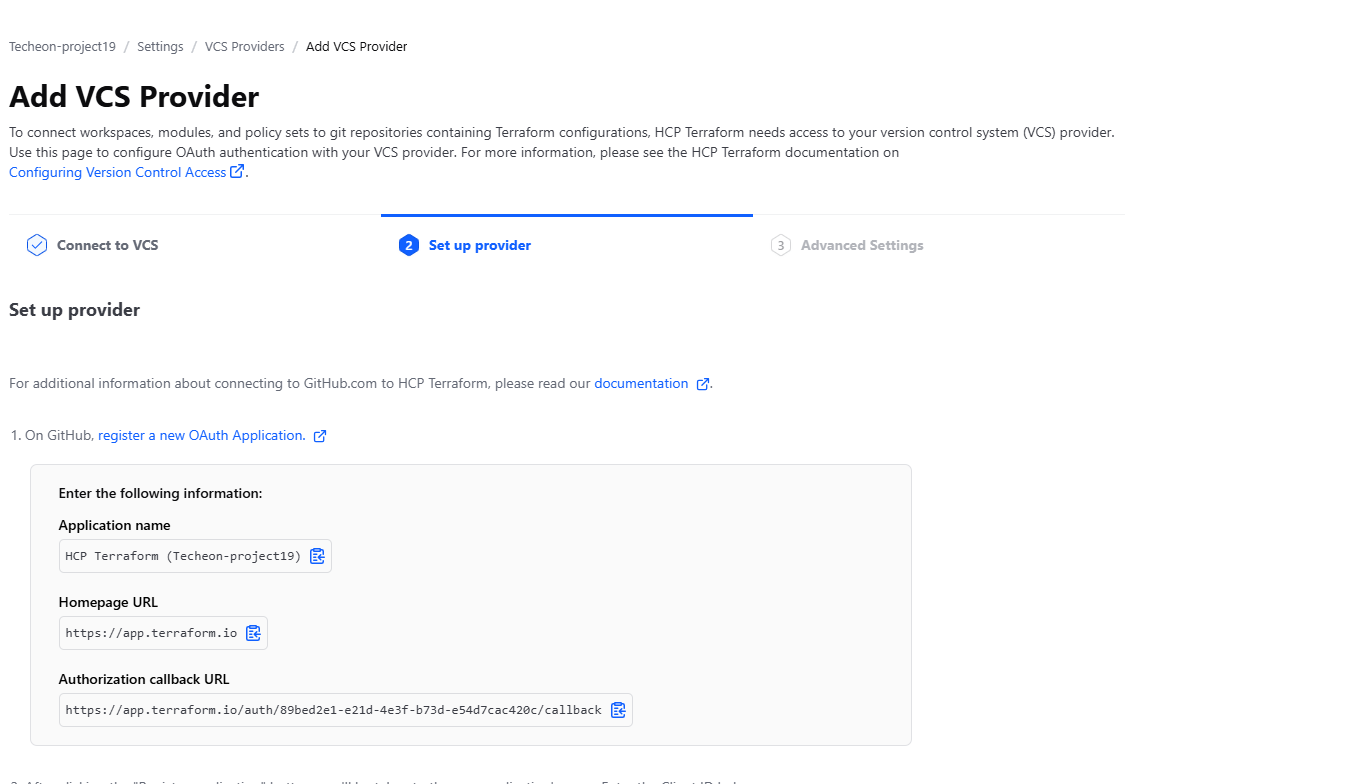 Techeon-project19 / Settings / VCS Providers / Add VCS Provider
Add VCS Provider
To connect workspaces, modules, and policy sets to git repositories containing Terraform configurations, HCP Terraform needs access to your version control system (VCS) provider.
Use this page to configure OAuth authentication with your VCS provider. For more information, please see the HCP Terraform documentation on
Configuring Version Control Access.
Connect to VCS
2 Set up provider
3 Advanced Settings
Set up provider
For additional information about connecting to GitHub.com to HCP Terraform, please read our documentation.
1. On GitHub, register a new OAuth Application.
Enter the following information:
Application name
HCP Terraform (Techeon-project19)
Homepage URL
https://app.terraform.io
Authorization callback URL
https://app.terraform.io/auth/89bed2e1-e21d-4e3f-b73d-e54d7cac420c/callback